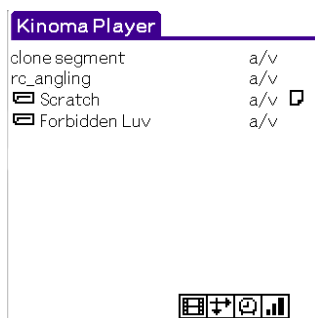 Kinoma Player
clone segment a/v
rc_angling a/v
Scratch a/v
Forbidden Luv a/v